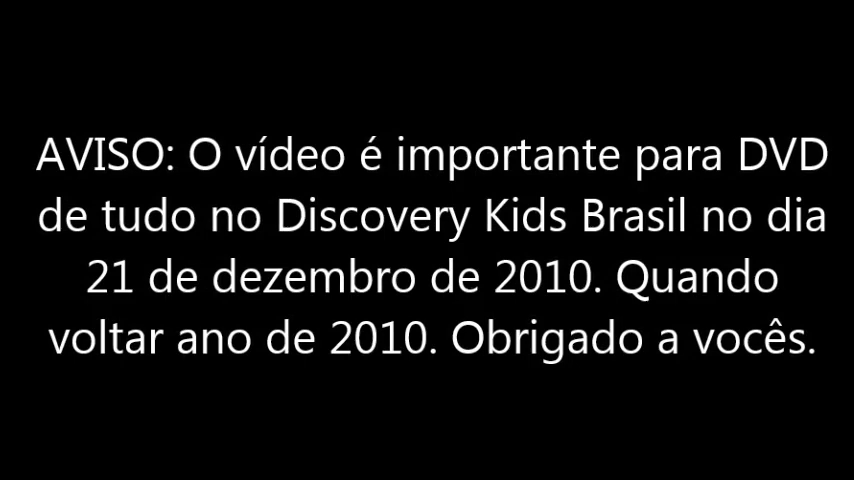 AVISO: O vídeo é importante para DVD
de tudo no Discovery Kids Brasil no dia
21 de dezembro de 2010. Quando
voltar ano de 2010. Obrigado a vocês.